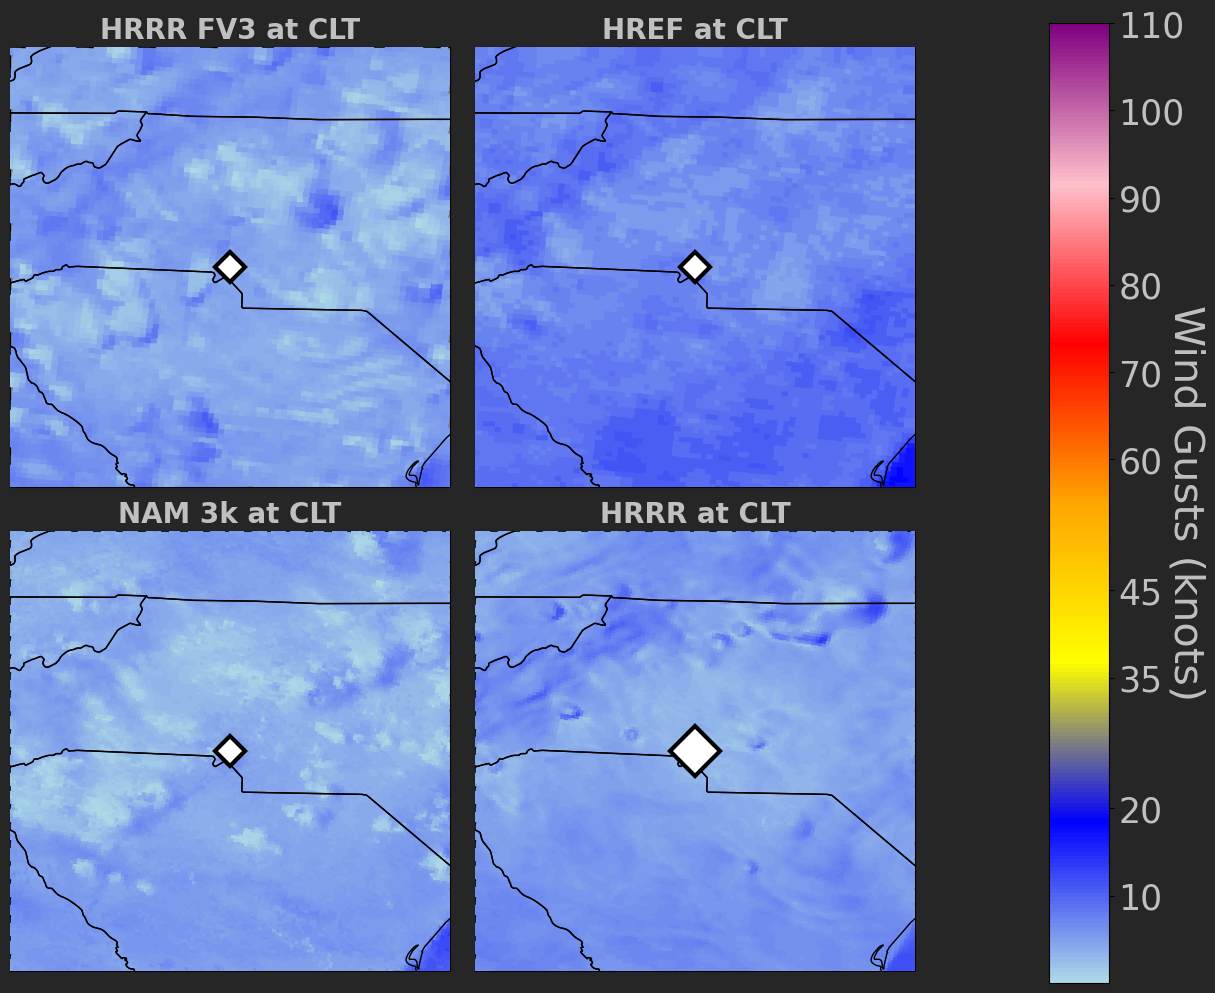 HRRR FV3 at CLT
HREF at CLT
NAM 3k at CLT
HRRR at CLT
110
100
90
80
70
60
45
35
20
10
Wind Gusts (knots)